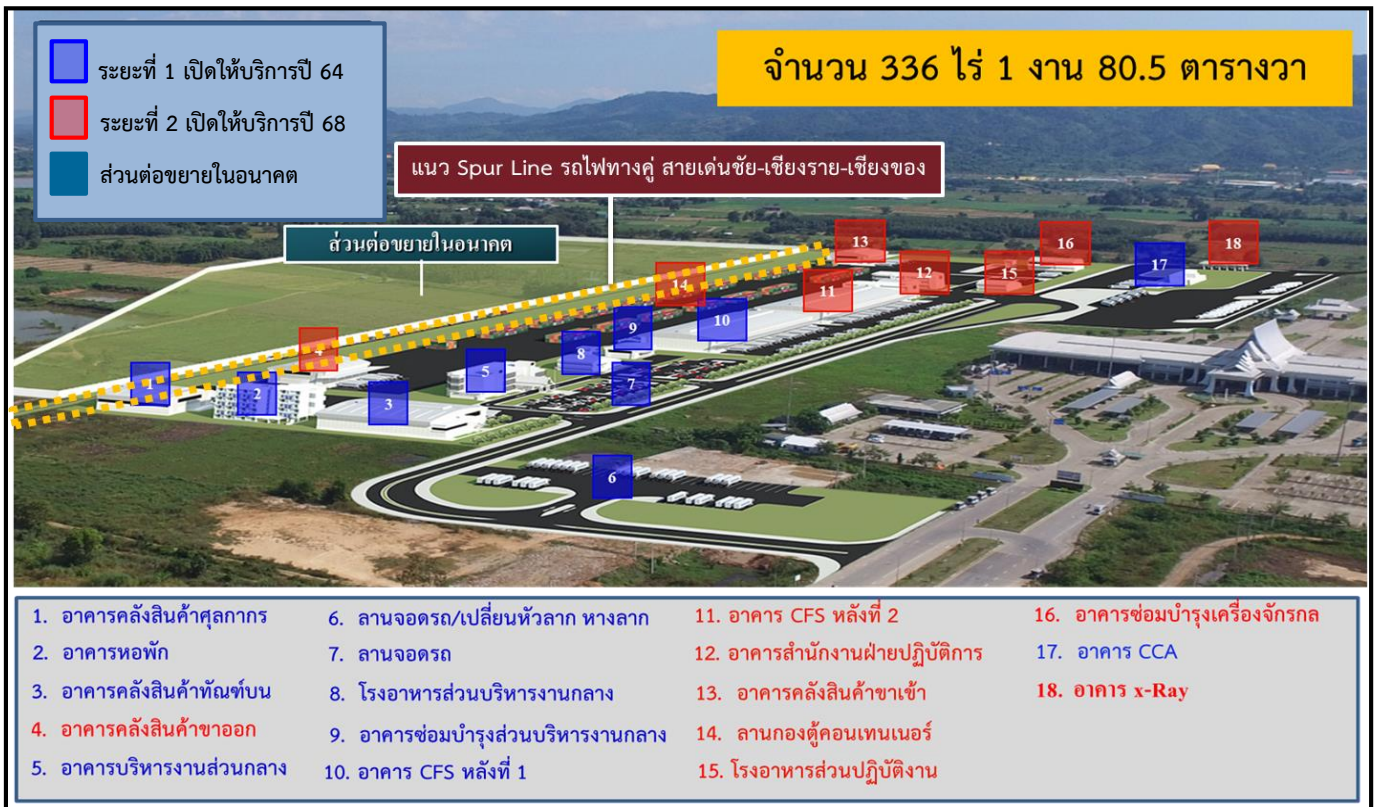 ระยะที่ 1 เปิดให้บริการปี 64
ระยะที่ 2 เปิดให้บริการปี 68
ส่วนต่อขยายในอนาคต
จำนวน 336 ไร่ 1 งาน 80.5 ตารางวา
แนว Spur Line รถไฟทางคู่ สายเด่นชัย-เชียงราย-เชียงของ
ส่วนต่อขยายในอนาคต
13
16
18
17
12
15
14
11
10
9
8
7
5
4
1
2
3
6
1. อาคารคลังสินค้าศุลกากร
2. อาคารหอพัก
3. อาคารคลังสินค้าทัณฑ์บน
4. อาคารคลังสินค้าขาออก
5. อาคารบริหารงานส่วนกลาง
6. ลานจอดรถ/เปลี่ยนหัวลาก หางลาก
7. ลานจอดรถ
8. โรงอาหารส่วนบริหารงานกลาง
9. อาคารซ่อมบำรุงส่วนบริหารงานกลาง
10. อาคาร CFS หลังที่ 1
11. อาคาร CFS หลังที่ 2
12. อาคารสำนักงานฝ่ายปฏิบัติการ
13. อาคารคลังสินค้าขาเข้า
14. ลานกองตู้คอนเทนเนอร์
15. โรงอาหารส่วนปฏิบัติงาน
16. อาคารซ่อมบำรุงเครื่องจักรกล
17. อาคาร CCA
18. อาคาร x-Ray